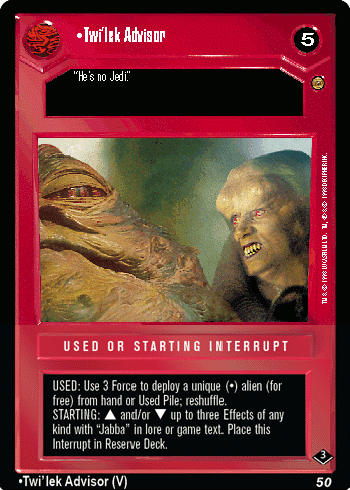 •Twi'lek Advisor
5
"He's no Jedi."
USED OR STARTING INTERRUPT
USED: Use 3 Force to deploy a unique (•) alien (for
free) from hand or Used Pile; reshuffle.
STARTING: ▲ and/or ▼ up to three Effects of any
kind with "Jabba" in lore or game text. Place this
Interrupt in Reserve Deck.
3
•Twi'lek Advisor (V)
50